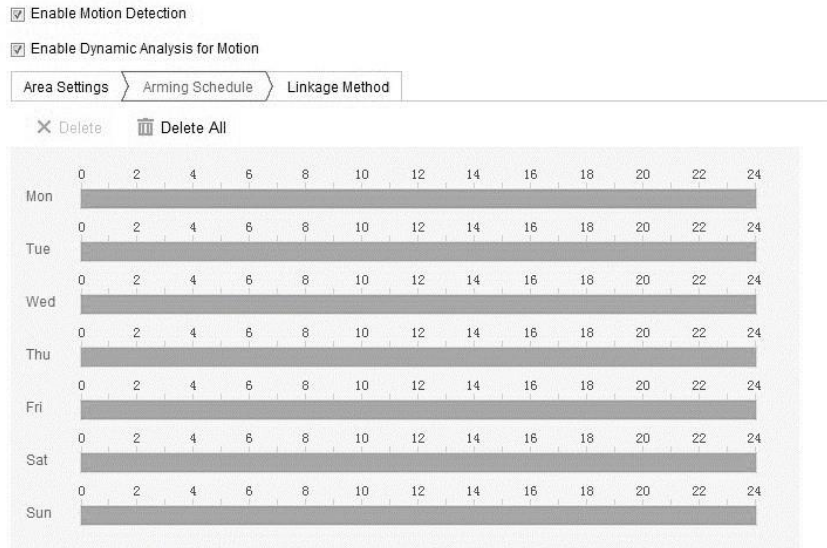 Enable Motion Detection
Enable Dynamic Analysis for Motion
Area Settings Arming Schedule Linkage Method
Delete Delete All
0 2 4 6 8 10 12 14 16 18 20 22 24
Mon
0 2 4 6 8 10 12 14 16 18 20 22 24
Tue
0 2 4 6 8 10 12 14 16 18 20 22 24
Wed
0 2 4 6 8 10 12 14 16 18 20 22 24
Thu
0 2 4 6 8 10 12 14 16 18 20 22 24
Fri
0 2 4 6 8 10 12 14 16 18 20 22 24
Sat
0 2 4 6 8 10 12 14 16 18 20 22 24
Sun